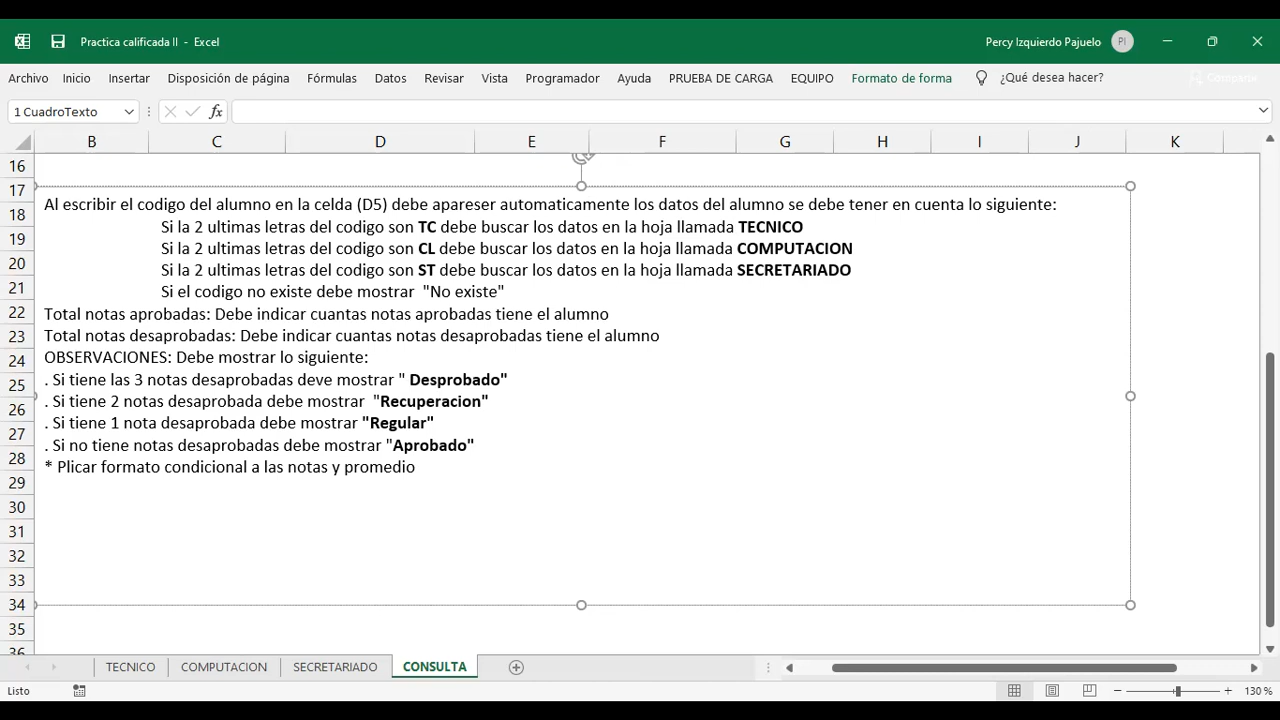 Practica calificada II - Excel
Percy Izquierdo Pajuelo PI
Archivo Inicio Insertar Disposición de página Fórmulas Datos Revisar Vista Programador Ayuda PRUEBA DE CARGA EQUIPO Formato de forma ¿Qué desea hacer? Compartir
1 CuadroTexto fx
B C D E F G H I J K
16
17
18
19
20
21
22
23
24
25
26
27
28
29
30
31
32
33
34
35
36
Al escribir el codigo del alumno en la celda (D5) debe apareser automaticamente los datos del alumno se debe tener en cuenta lo siguiente:
Si la 2 ultimas letras del codigo son TC debe buscar los datos en la hoja llamada TECNICO
Si la 2 ultimas letras del codigo son CL debe buscar los datos en la hoja llamada COMPUTACION
Si la 2 ultimas letras del codigo son ST debe buscar los datos en la hoja llamada SECRETARIADO
Si el codigo no existe debe mostrar "No existe"
Total notas aprobadas: Debe indicar cuantas notas aprobadas tiene el alumno
Total notas desaprobadas: Debe indicar cuantas notas desaprobadas tiene el alumno
OBSERVACIONES: Debe mostrar lo siguiente:
. Si tiene las 3 notas desaprobadas deve mostrar " Desprobado"
. Si tiene 2 notas desaprobada debe mostrar "Recuperacion"
. Si tiene 1 nota desaprobada debe mostrar "Regular"
. Si no tiene notas desaprobadas debe mostrar "Aprobado"
* Plicar formato condicional a las notas y promedio
TECNICO COMPUTACION SECRETARIADO CONSULTA
Listo 130 %